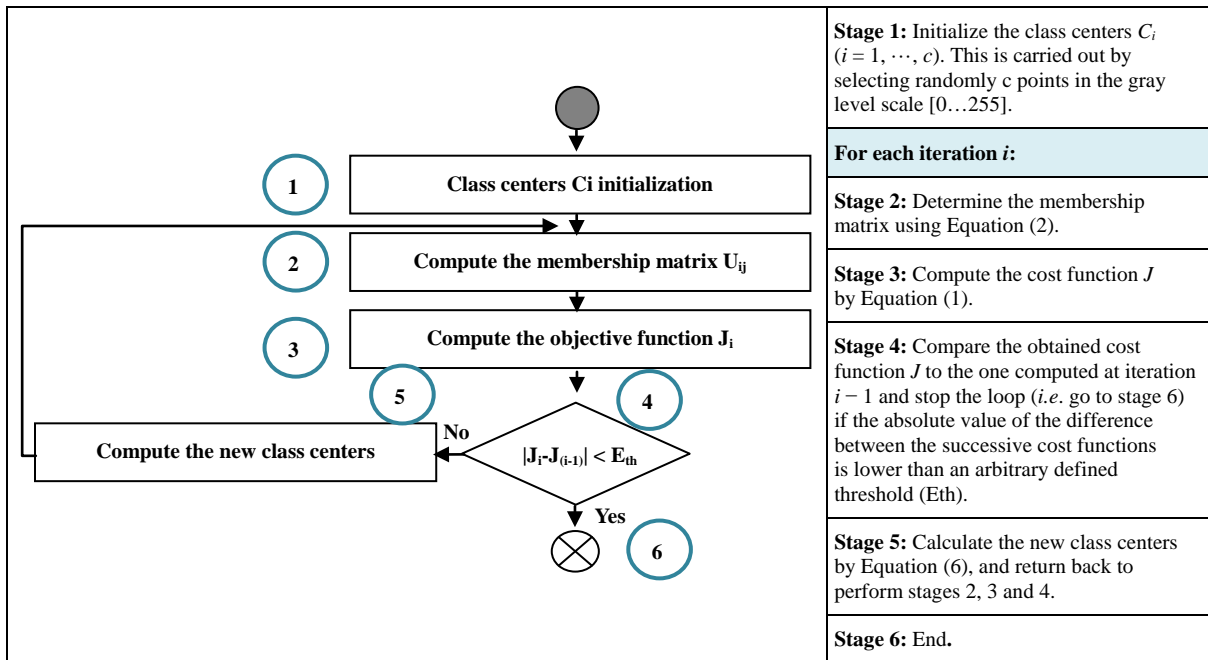 1
Class centers Ci initialization
2
Compute the membership matrix Uij
3
Compute the objective function Ji
5
4
Compute the new class centers
No
|Ji-J(i-1)| < Eth
Yes
6
Stage 1: Initialize the class centers Ci
(i = 1, ⋯, c). This is carried out by
selecting randomly c points in the gray
level scale [0…255].
For each iteration i:
Stage 2: Determine the membership
matrix using Equation (2).
Stage 3: Compute the cost function J
by Equation (1).
Stage 4: Compare the obtained cost
function J to the one computed at iteration
i − 1 and stop the loop (i.e. go to stage 6)
if the absolute value of the difference
between the successive cost functions
is lower than an arbitrary defined
threshold (Eth).
Stage 5: Calculate the new class centers
by Equation (6), and return back to
perform stages 2, 3 and 4.
Stage 6: End.